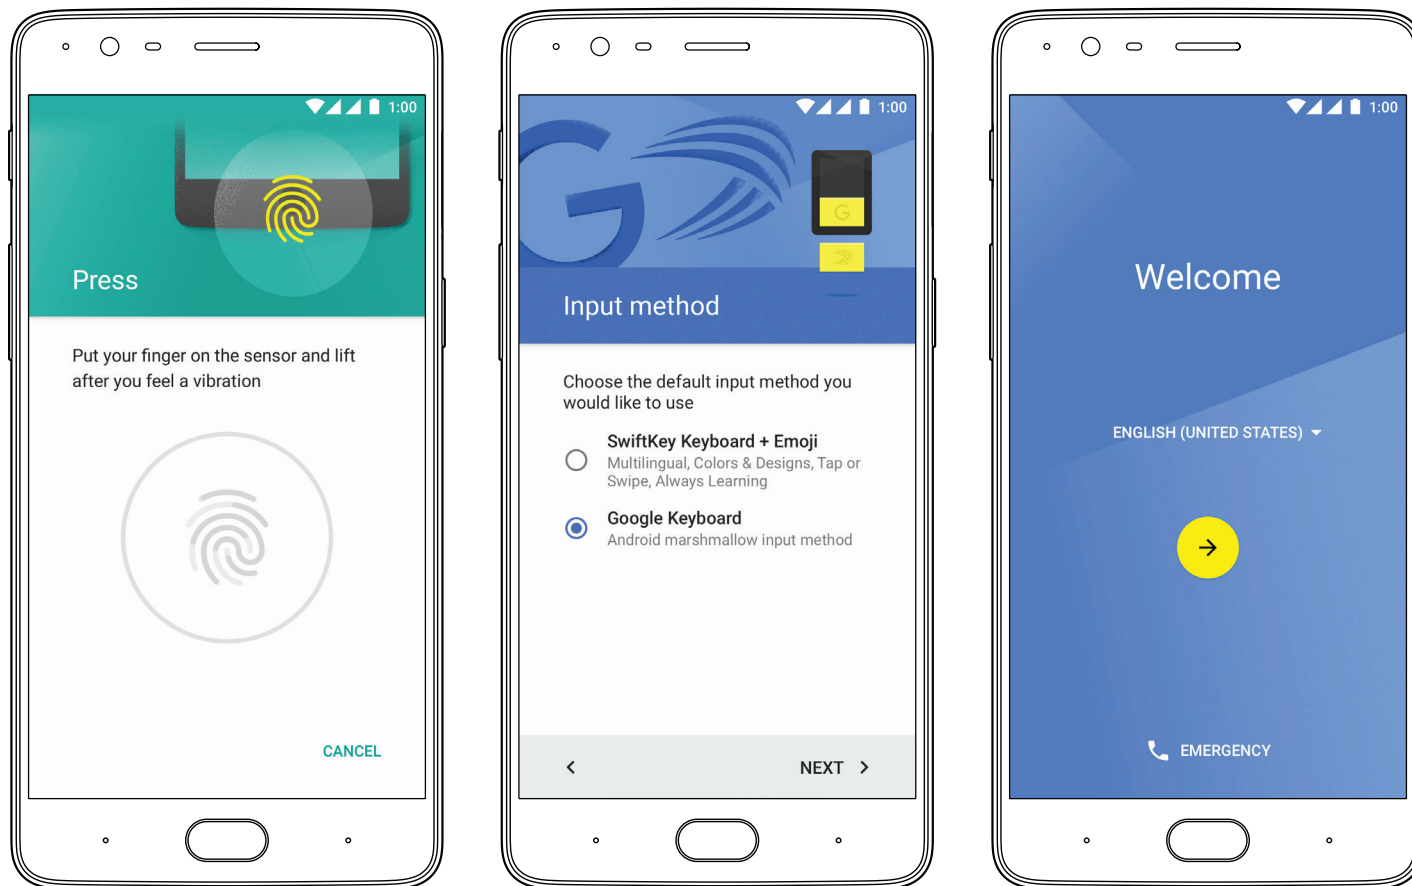 1:00
Press
Put your finger on the sensor and lift
after you feel a vibration
CANCEL
1:00
G
G
Input method
Choose the default input method you
would like to use
SwiftKey Keyboard + Emoji
Multilingual, Colors & Designs, Tap or
Swipe, Always Learning
Google Keyboard
Android marshmallow input method
NEXT
1:00
Welcome
ENGLISH (UNITED STATES)
EMERGENCY